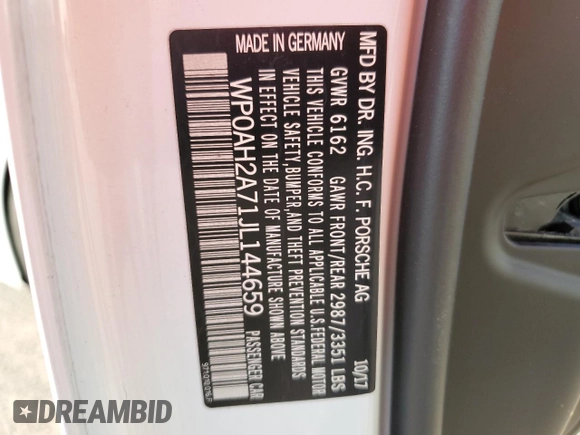 MFD BY DR. ING. H.C. F. PORSCHE AG 10/17
GVWR 6162 GAWR FRONT/REAR 2987/3351 LBS
THIS VEHICLE CONFORMS TO ALL APPLICABLE U.S. FEDERAL MOTOR
VEHICLE SAFETY, BUMPER, AND THEFT PREVENTION STANDARDS
IN EFFECT ON THE DATE OF MANUFACTURE SHOWN ABOVE
WP0AH2A71JL144659 PASSENGER CAR
MADE IN GERMANY
DREAMBID